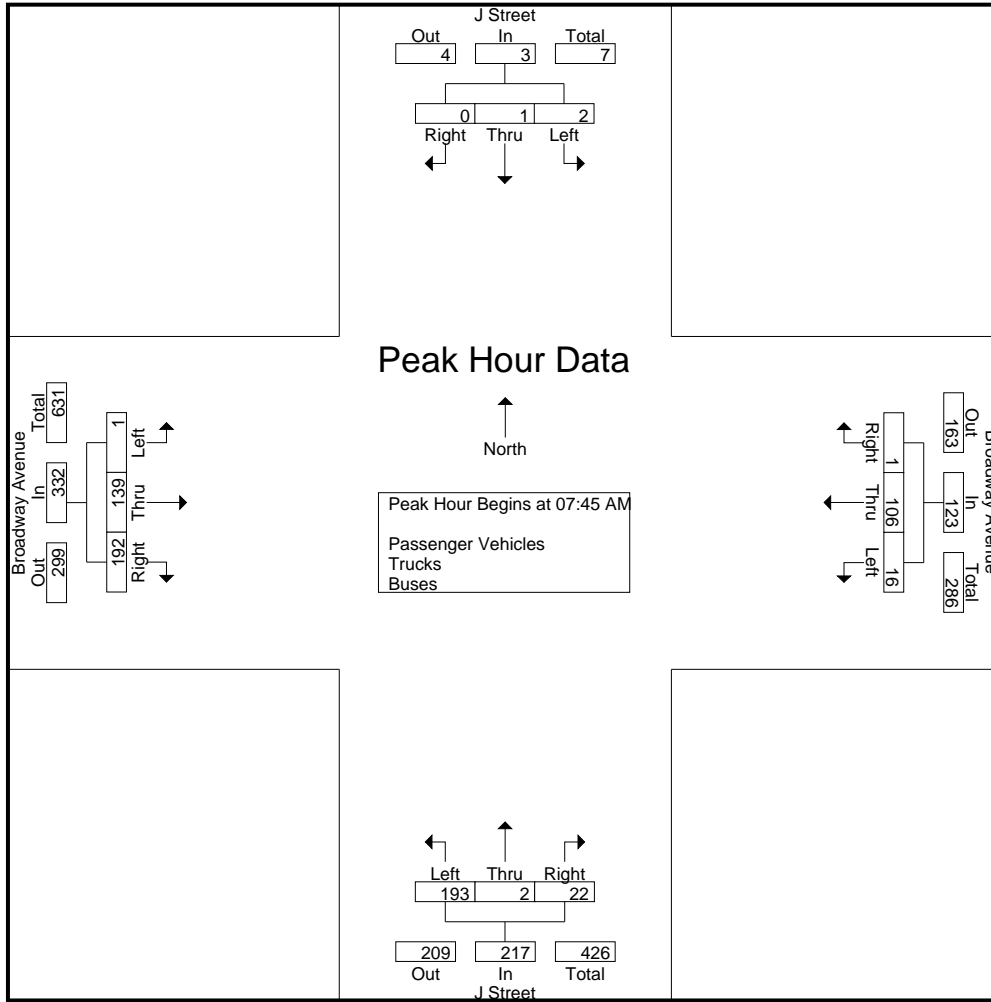 J Street
Out In Total
4 3 7
0 1 2
Right Thru Left
Peak Hour Data
North
Peak Hour Begins at 07:45 AM
Passenger Vehicles
Trucks
Buses
Broadway Avenue
Out In Total
299 332 631
1 139 192
Left Thru Right
Broadway Avenue
Out In Total
163 123 286
1 106 16
Right Thru Left
Left Thru Right
193 2 22
209 217 426
Out In Total
J Street